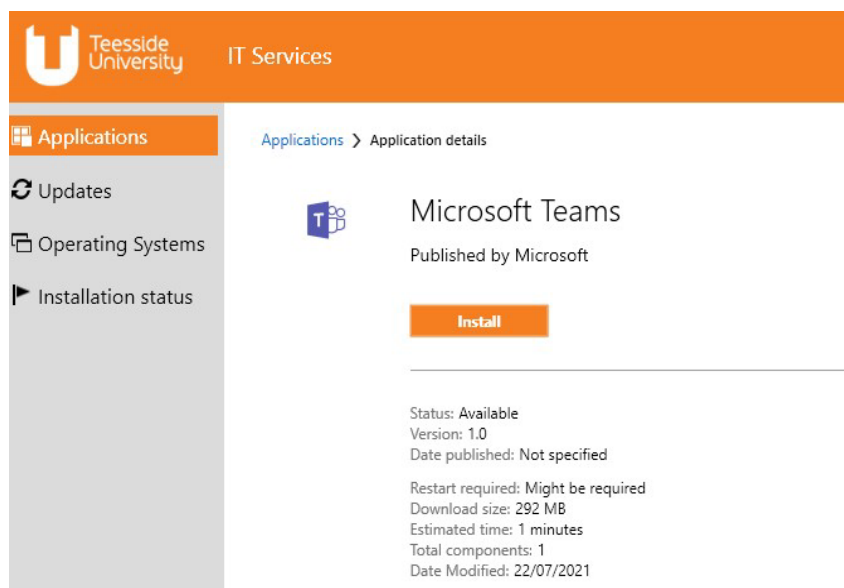 Teesside
University
IT Services
Applications
Updates
Operating Systems
Installation status
Applications ❯ Application details
T
Microsoft Teams
Published by Microsoft
Install
Status: Available
Version: 1.0
Date published: Not specified
Restart required: Might be required
Download size: 292 MB
Estimated time: 1 minutes
Total components: 1
Date Modified: 22/07/2021